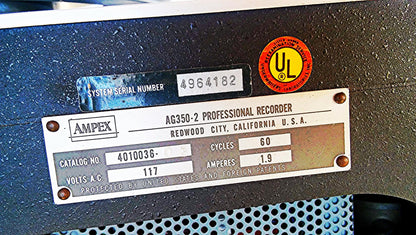 SYSTEM SERIAL NUMBER 4964182
UL
AMPEX
AG350-2 PROFESSIONAL RECORDER
REDWOOD CITY, CALIFORNIA U.S.A.
CATALOG NO 4010036- CYCLES 60
VOLTS A.C. 117 AMPERES 1.9
PROTECTED BY UNITED STATES AND FOREIGN PATENTS